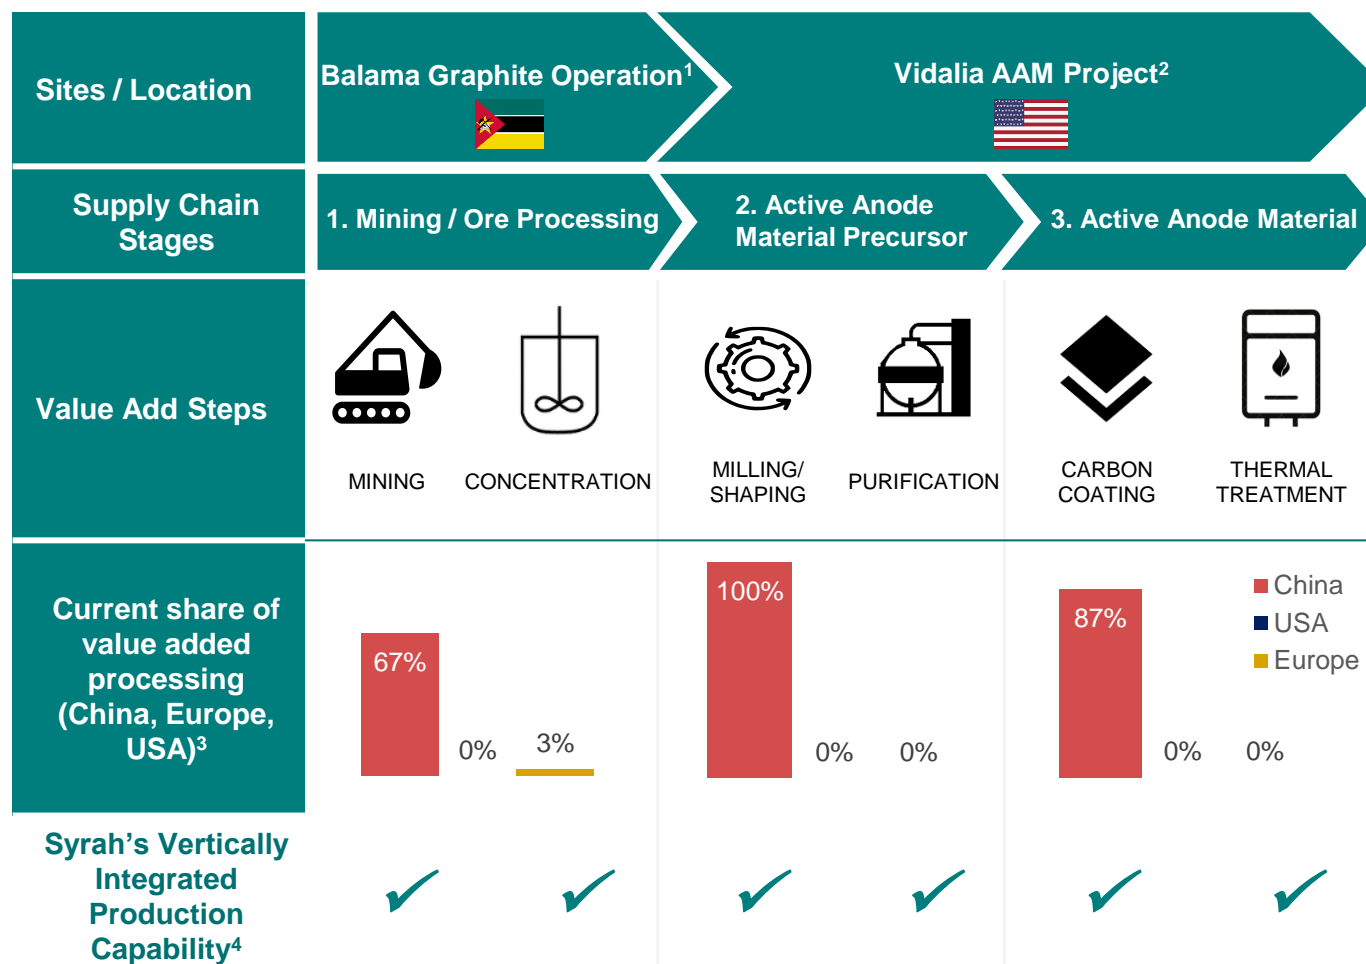 Sites / Location
Balama Graphite Operation1
Vidalia AAM Project2
Supply Chain
Stages
1. Mining / Ore Processing
2. Active Anode
Material Precursor
3. Active Anode Material
Value Add Steps
MINING
CONCENTRATION
MILLING/
SHAPING
PURIFICATION
CARBON
COATING
THERMAL
TREATMENT
Current share of
value added
processing
(China, Europe,
USA)3
67%
0%
3%
100%
0%
0%
87%
0%
0%
China
USA
Europe
Syrah’s Vertically
Integrated
Production
Capability4